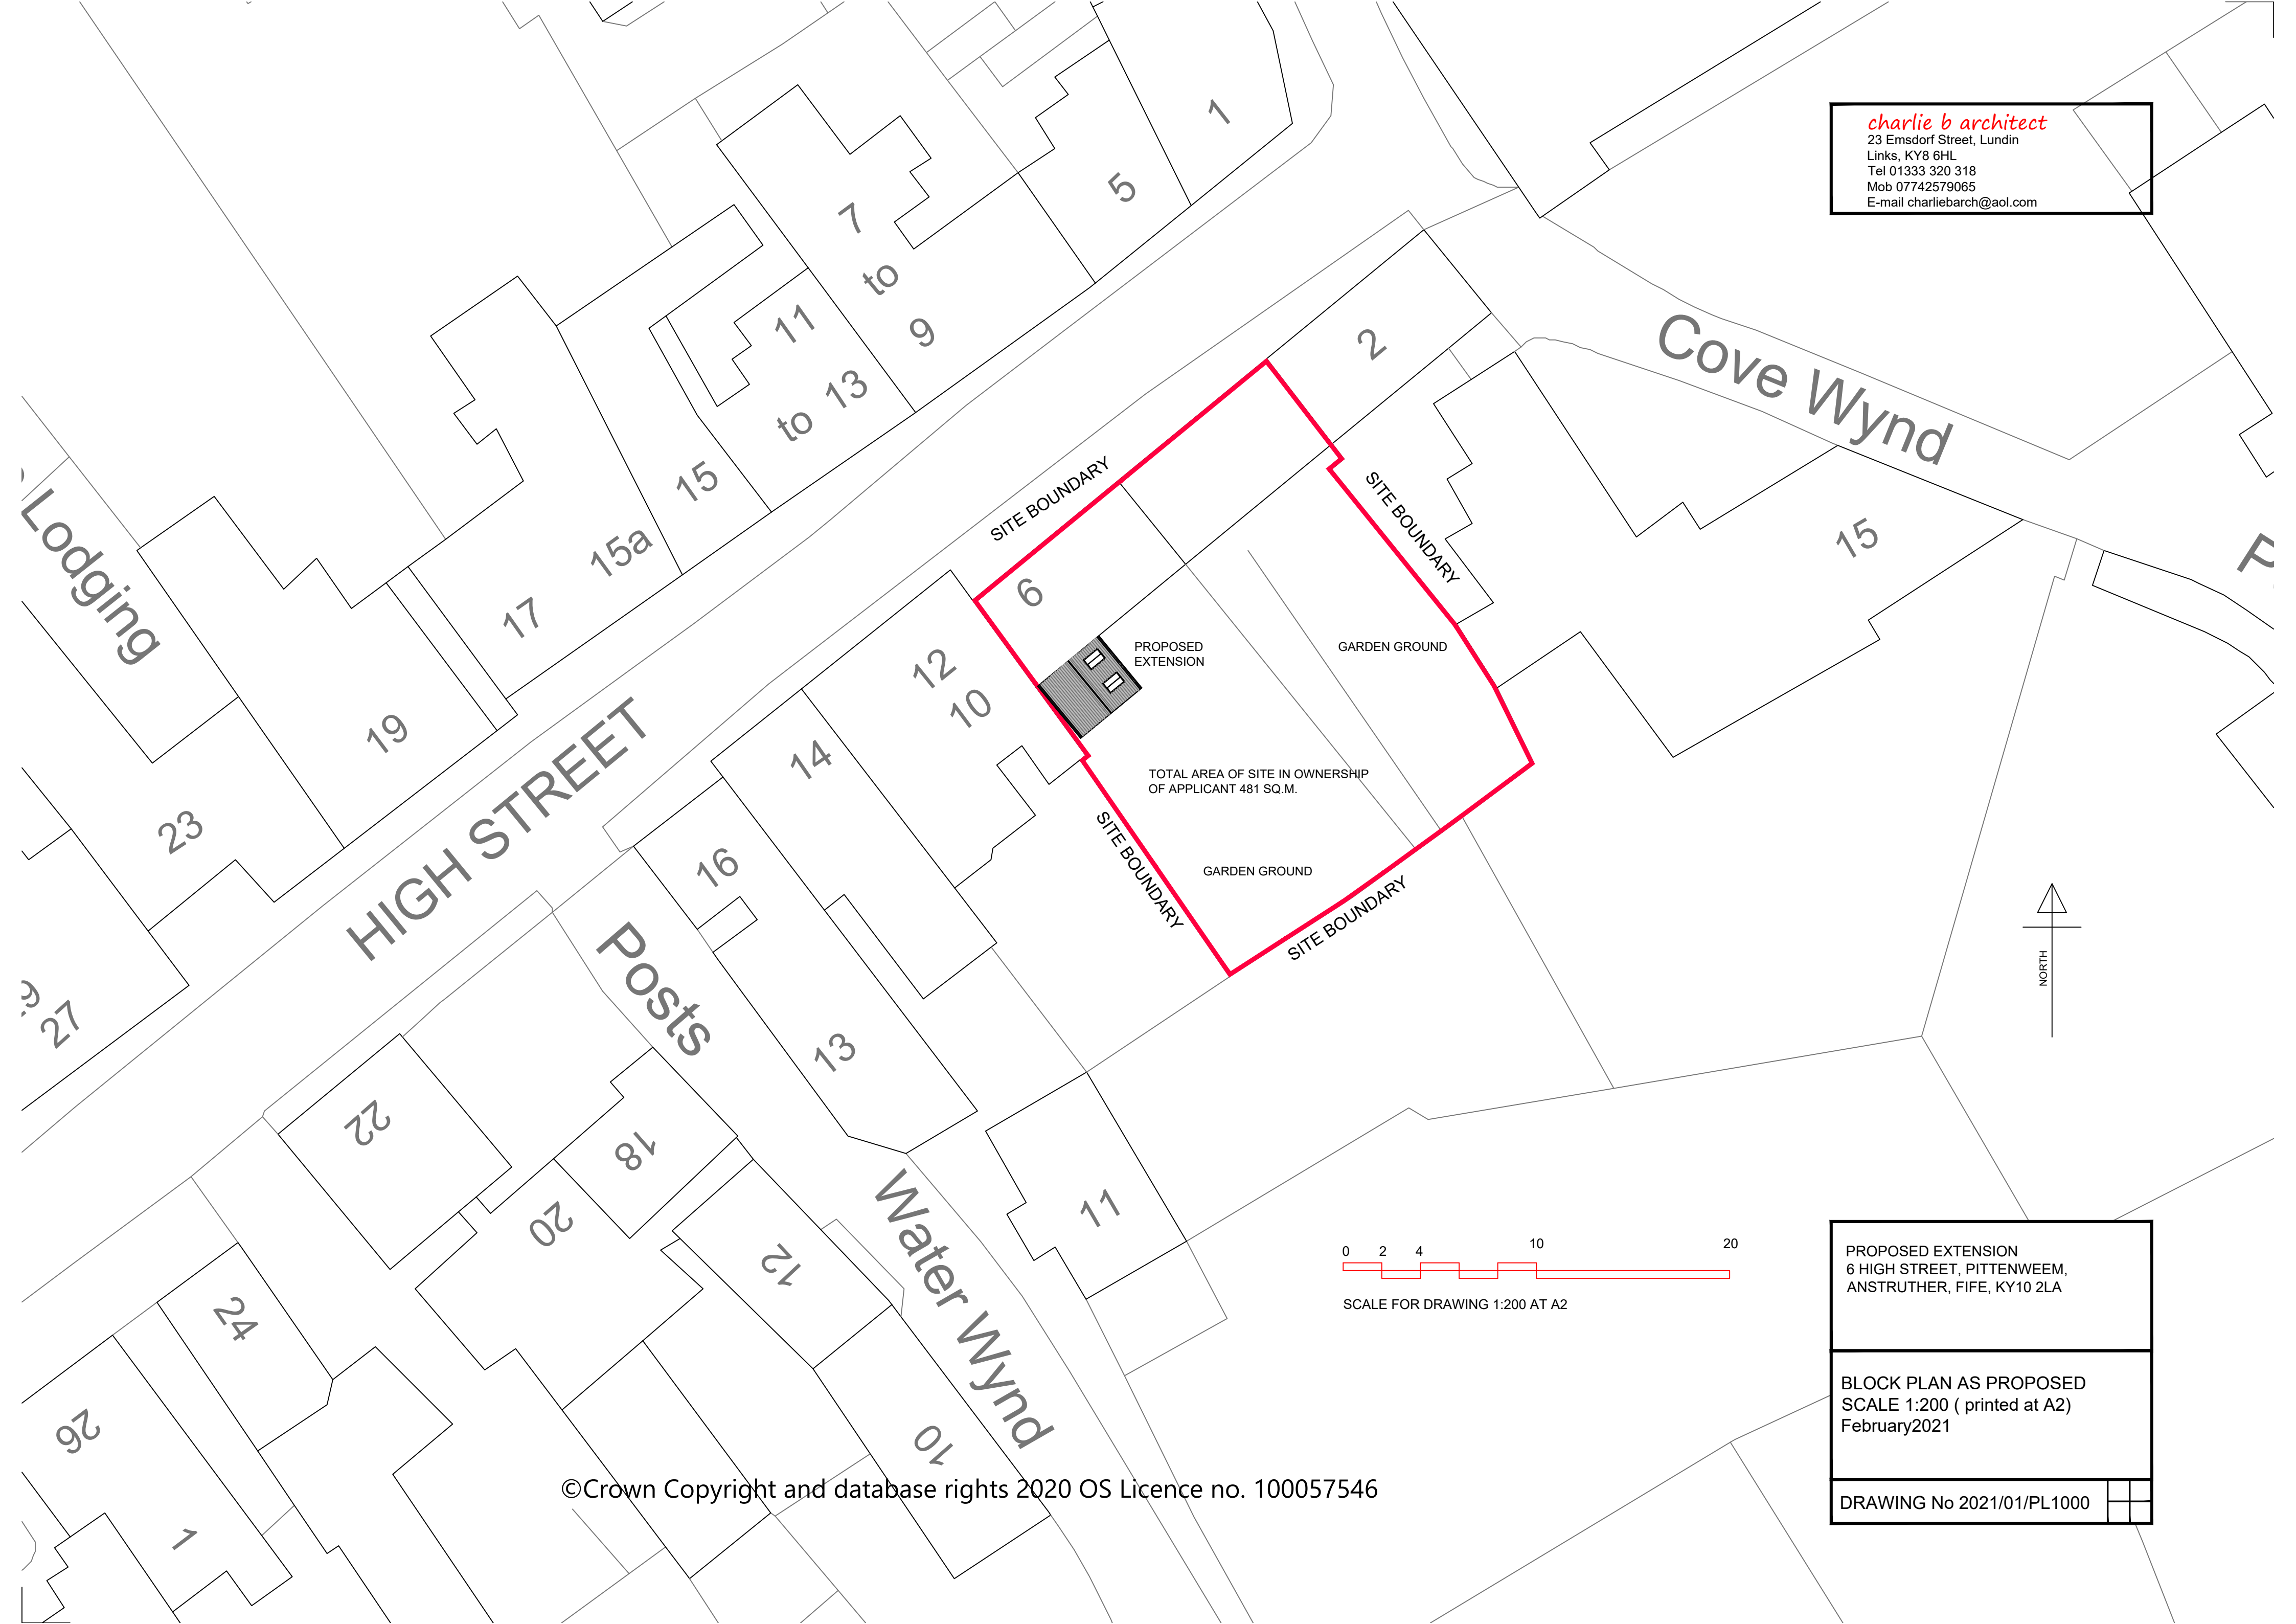 charlie b architect
23 Emsdorf Street, Lundin
Links, KY8 6HL
Tel 01333 320 318
Mob 07742579065
E-mail charliebarch@aol.com
1
5
7
to
9
11
to 13
15
15a
17
19
23
27
Lodging
HIGH STREET
Cove Wynd
2
6
12
10
14
16
13
Posts
15
SITE BOUNDARY
SITE BOUNDARY
PROPOSED
EXTENSION
GARDEN GROUND
TOTAL AREA OF SITE IN OWNERSHIP
OF APPLICANT 481 SQ.M.
GARDEN GROUND
SITE BOUNDARY
SITE BOUNDARY
NORTH
22
18
20
12
24
26
1
10
11
Water Wynd
0 2 4 10 20
SCALE FOR DRAWING 1:200 AT A2
PROPOSED EXTENSION
6 HIGH STREET, PITTENWEEM,
ANSTRUTHER, FIFE, KY10 2LA
BLOCK PLAN AS PROPOSED
SCALE 1:200 ( printed at A2)
February2021
DRAWING No 2021/01/PL1000
©Crown Copyright and database rights 2020 OS Licence no. 100057546